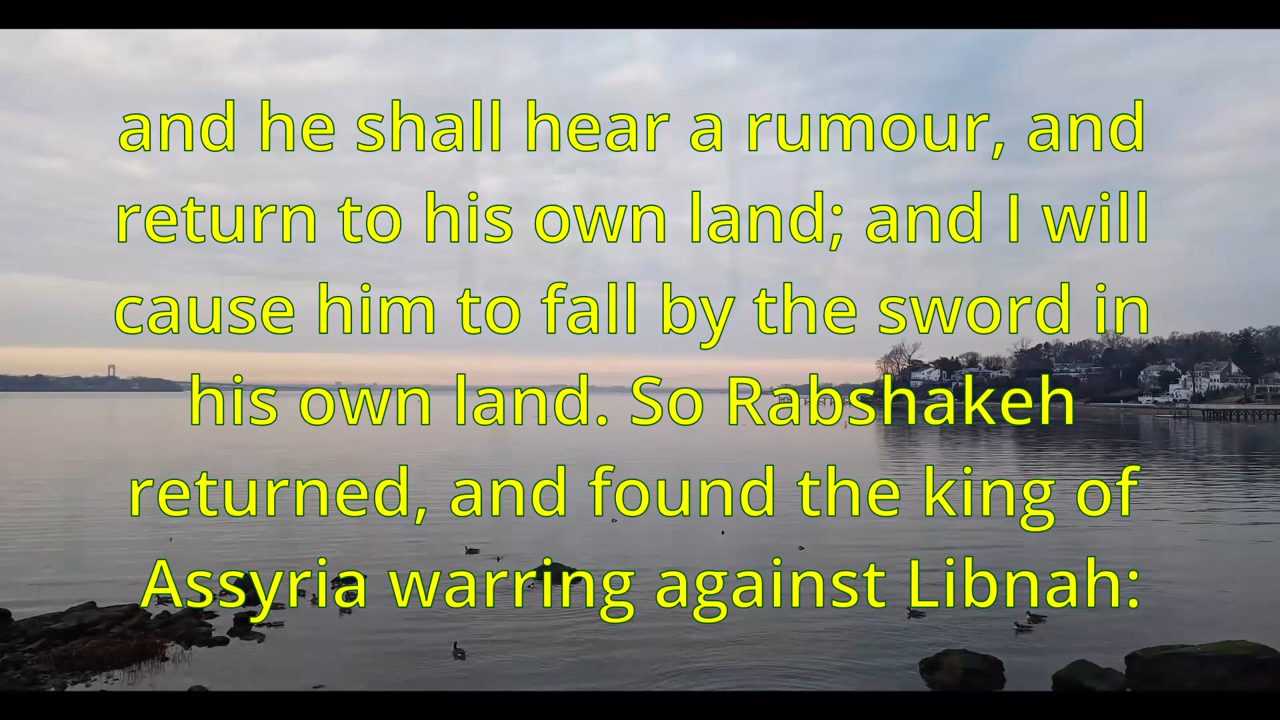 and he shall hear a rumour, and
return to his own land; and I will
cause him to fall by the sword in
his own land. So Rabshakeh
returned, and found the king of
Assyria warring against Libnah: